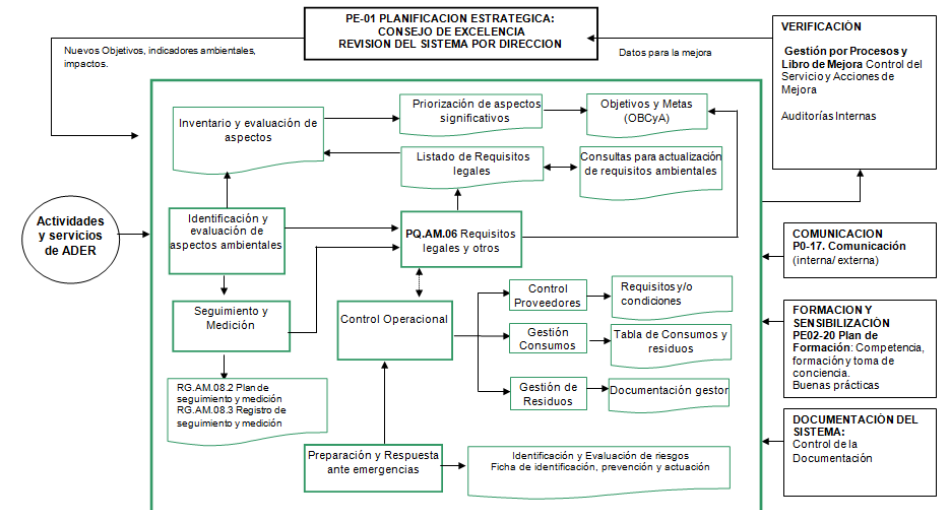 PE-01 PLANIFICACION ESTRATEGICA:
CONSEJO DE EXCELENCIA
REVISION DEL SISTEMA POR DIRECCION
Nuevos Objetivos, indicadores ambientales,
impactos.
Datos para la mejora
VERIFICACIÓN
Gestión por Procesos y
Libro de Mejora Control del
Servicio y Acciones de
Mejora
Auditorías Internas
Inventario y evaluación de
aspectos
Priorización de aspectos
significativos
Objetivos y Metas
(OBCyA)
Listado de Requisitos
legales
Consultas para actualización
de requisitos ambientales
Actividades
y servicios
de ADER
Identificación y
evaluación de
aspectos ambientales
PQ.AM.06 Requisitos
legales y otros
COMUNICACION
P0-17. Comunicación
(interna/ externa)
Seguimiento y
Medición
Control Operacional
Control
Proveedores
Requisitos y/o
condiciones
Gestión
Consumos
Tabla de Consumos y
residuos
Gestión de
Residuos
Documentación gestor
FORMACION Y
SENSIBILIZACIÓN
PE02-20 Plan de
Formación: Competencia,
formación y toma de
conciencia.
Buenas prácticas
RG.AM.08.2 Plan de
seguimiento y medición
RG.AM.08.3 Registro de
seguimiento y medición
DOCUMENTACIÓN DEL
SISTEMA:
Control de la
Documentación
Preparación y Respuesta
ante emergencias
Identificación y Evaluación de riesgos
Ficha de identificación, prevención y actuación